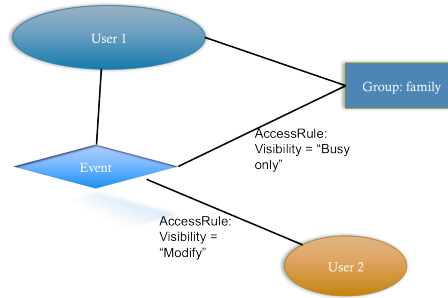 User 1
Group: family
AccessRule:
Visibility = “Busy
only”
Event
AccessRule:
Visibility =
“Modify”
User 2